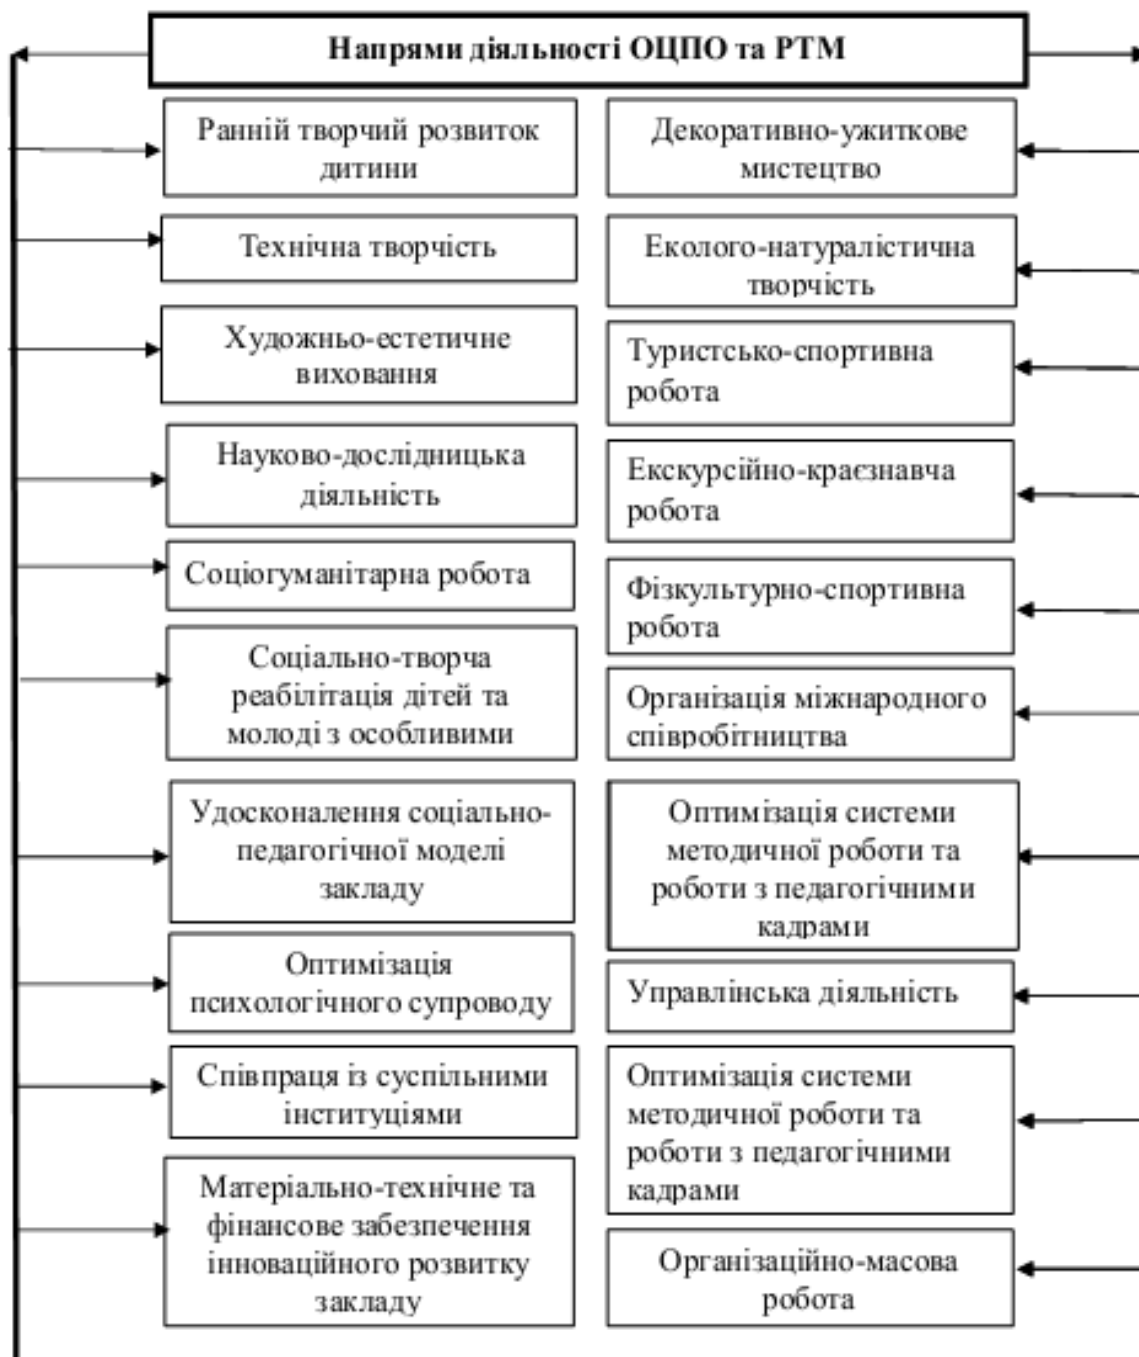 Напрями діяльності ОЦПО та РТМ
Ранній творчий розвиток
дитини
Технічна творчість
Художньо-естетичне
виховання
Науково-дослідницька
діяльність
Соціогуманітарна робота
Соціально-творча
реабілітація дітей та
молоді з особливими
Удосконалення соціально-
педагогічної моделі
закладу
Оптимізація
психологічного супроводу
Співпраця із суспільними
інституціями
Матеріально-технічне та
фінансове забезпечення
інноваційного розвитку
закладу
Декоративно-ужиткове
мистецтво
Еколого-натуралістична
творчість
Туристсько-спортивна
робота
Екскурсійно-краєзнавча
робота
Фізкультурно-спортивна
робота
Організація міжнародного
співробітництва
Оптимізація системи
методичної роботи та
роботи з педагогічними
кадрами
Управлінська діяльність
Оптимізація системи
методичної роботи та
роботи з педагогічними
кадрами
Організаційно-масова
робота